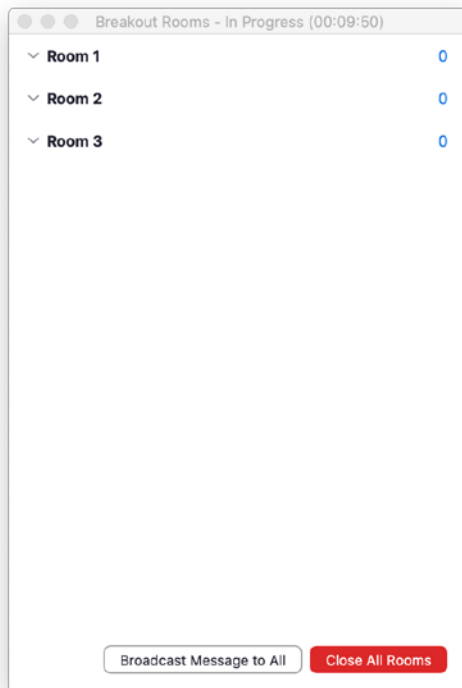 Breakout Rooms - In Progress (00:09:50)
Room 1 0
Room 2 0
Room 3 0
Broadcast Message to All Close All Rooms